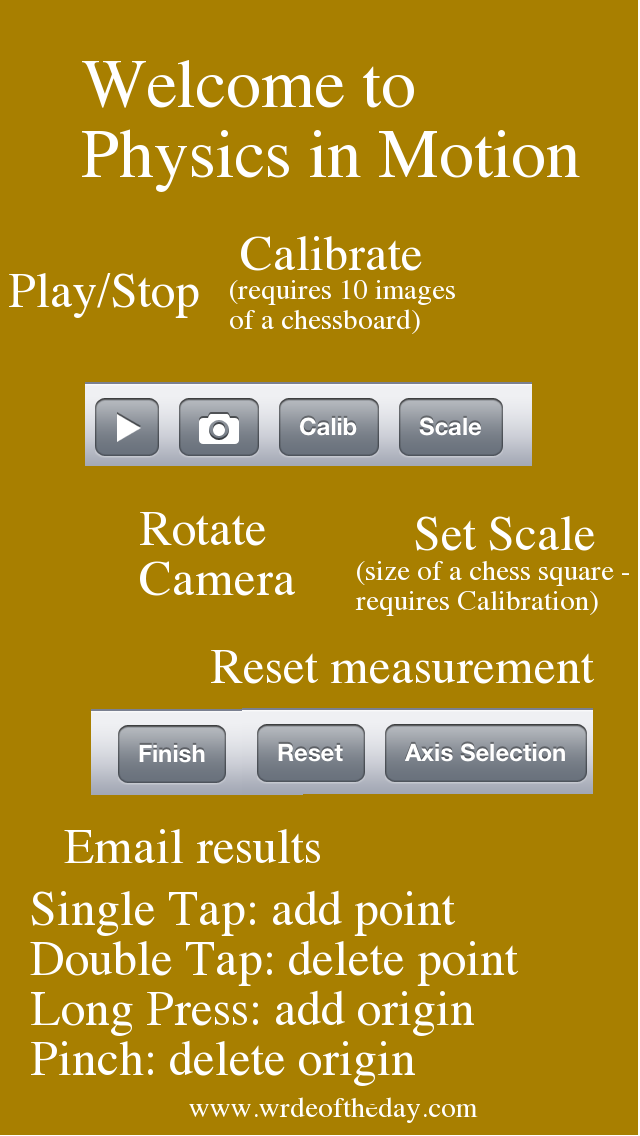 Welcome to
Physics in Motion
Calibrate
Play/Stop
(requires 10 images
of a chessboard)
Calib
Scale
Rotate
Camera
Set Scale
(size of a chess square -
requires Calibration)
Reset measurement
Finish
Reset
Axis Selection
Email results
Single Tap: add point
Double Tap: delete point
Long Press: add origin
Pinch: delete origin
www.wrdeoftheday.com